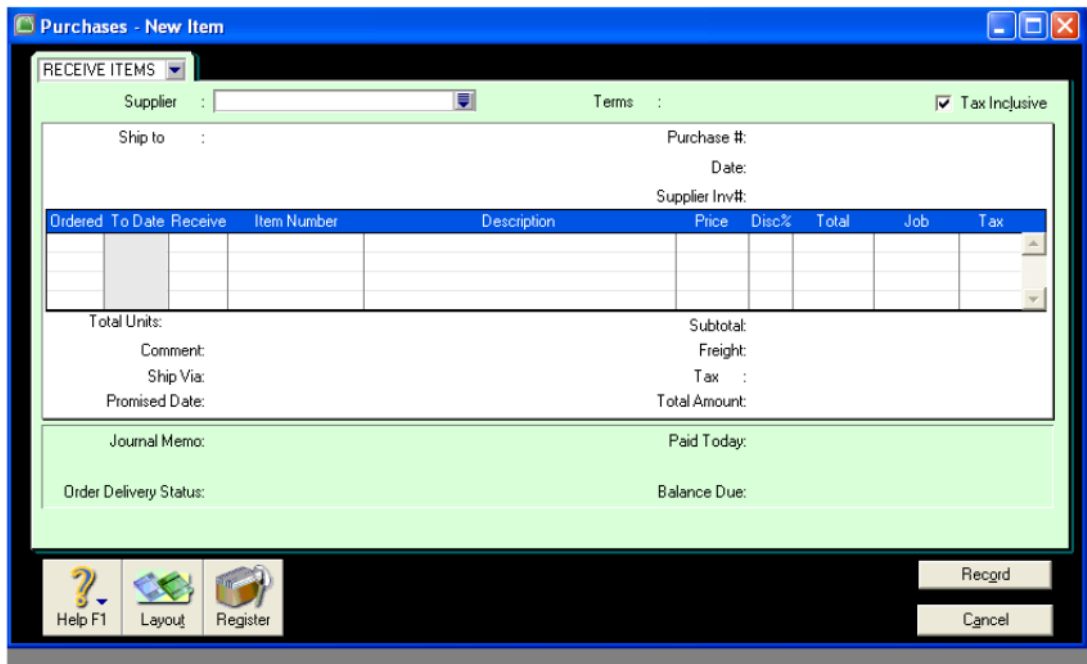 Purchases - New Item
RECEIVE ITEMS
Supplier : Terms : Tax Inclusive
Ship to : Purchase #:
Date:
Supplier Inv#:
Ordered To Date Receive Item Number Description Price Disc% Total Job Tax
Total Units: Subtotal:
Comment: Freight:
Ship Via: Tax :
Promised Date: Total Amount:
Journal Memo: Paid Today:
Order Delivery Status: Balance Due:
Record
Help F1 Layout Register Cancel